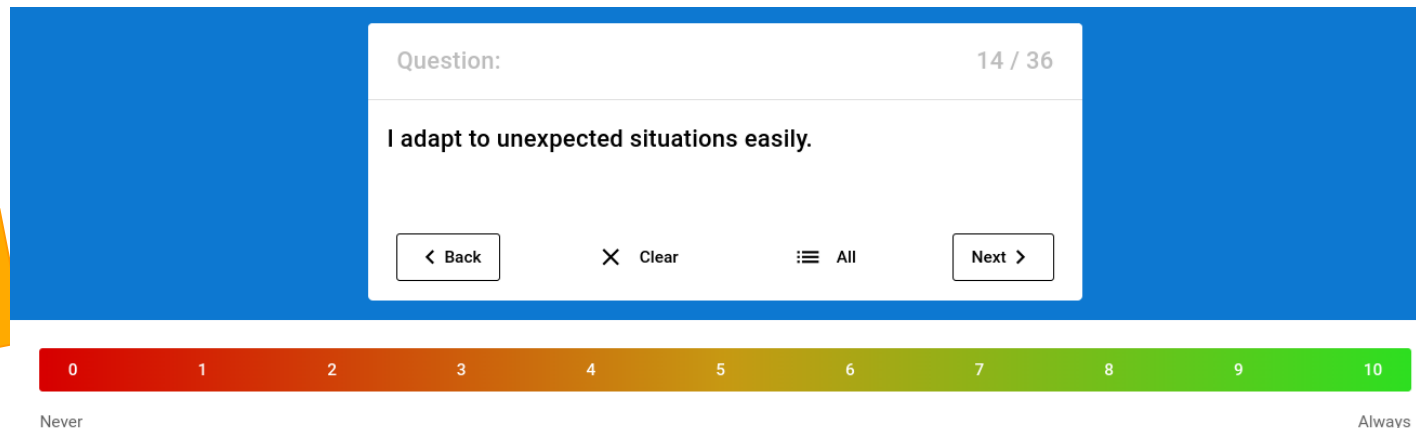 Question: 14 / 36
I adapt to unexpected situations easily.
Back Clear All Next
0 1 2 3 4 5 6 7 8 9 10
Never Always